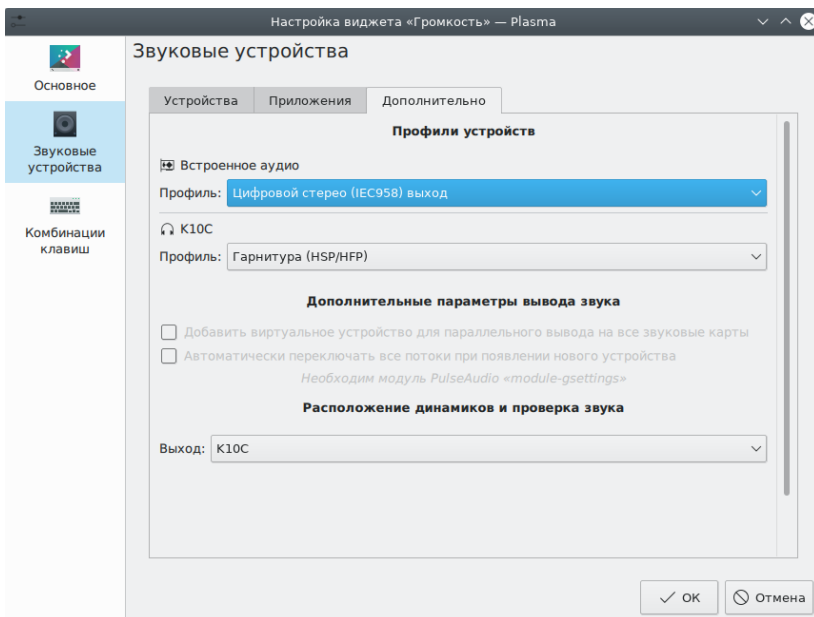 Настройка виджета «Громкость» — Plasma
Основное
Звуковые
устройства
Комбинации
клавиш
Звуковые устройства
Устройства
Приложения
Дополнительно
Профили устройств
Встроенное аудио
Профиль: Цифровой стерео (IEC958) выход
K10C
Профиль: Гарнитура (HSP/HFP)
Дополнительные параметры вывода звука
Добавить виртуальное устройство для параллельного вывода на все звуковые карты
Автоматически переключать все потоки при появлении нового устройства
Необходим модуль PulseAudio «module-gsettings»
Расположение динамиков и проверка звука
Выход: K10C
ОК
Отмена